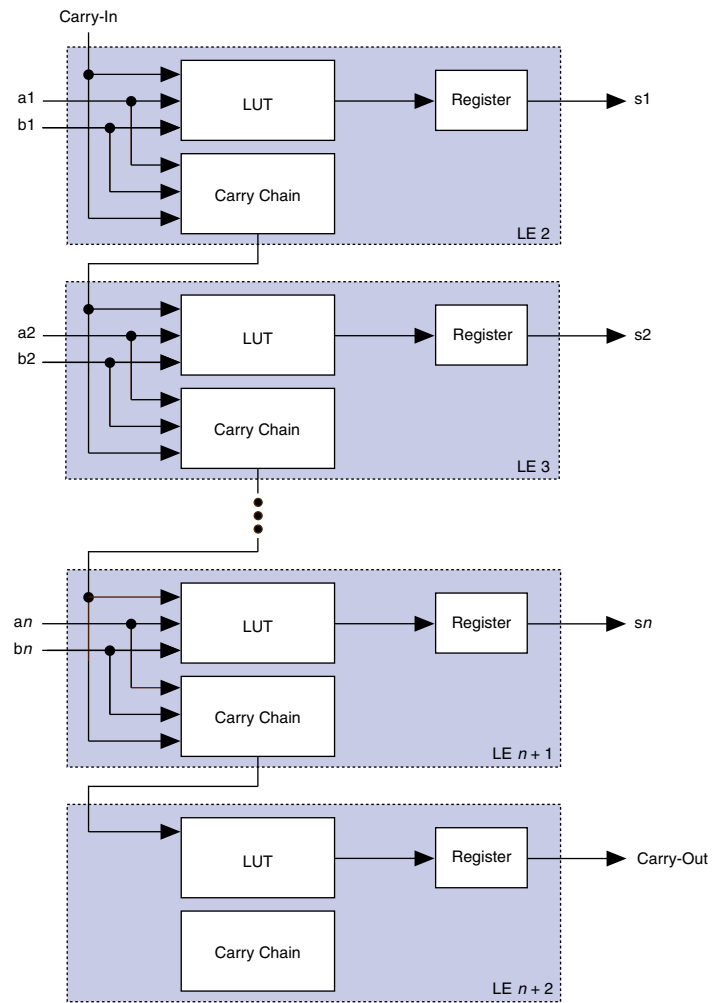 Carry-In
a1
b1
LUT
Register
s1
Carry Chain
LE 2
a2
b2
LUT
Register
s2
Carry Chain
LE 3
an
bn
LUT
Register
sn
Carry Chain
LE n + 1
LUT
Register
Carry-Out
Carry Chain
LE n + 2